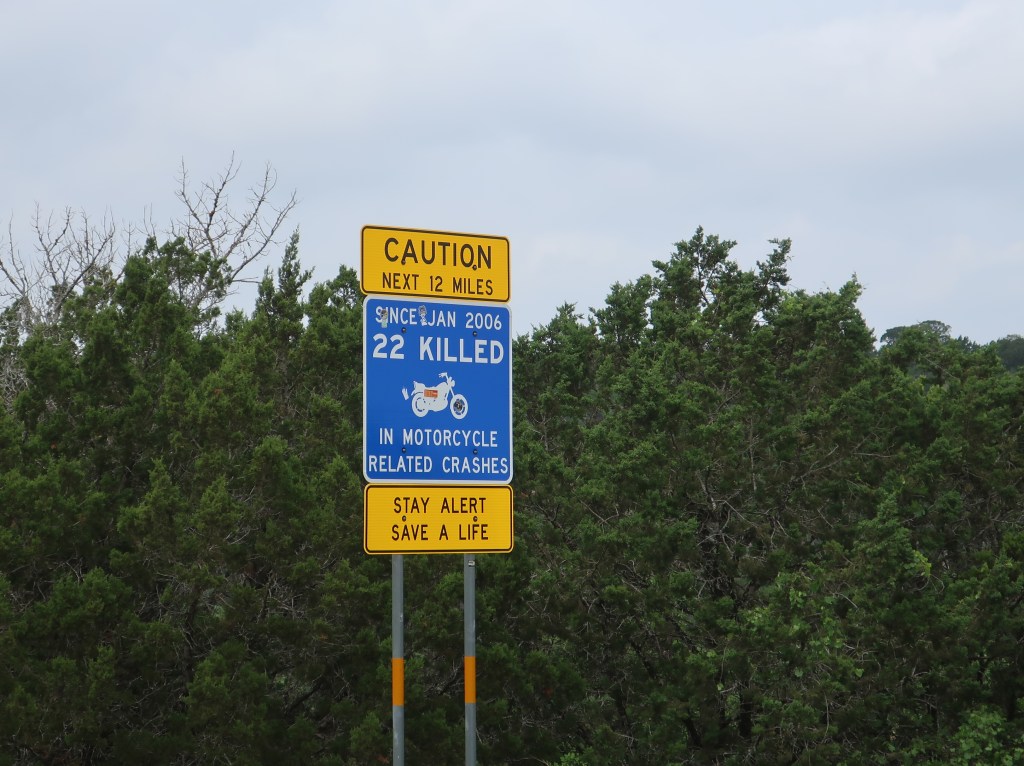 CAUTION
NEXT 12 MILES
SINCE JAN 2006
22 KILLED
IN MOTORCYCLE
RELATED CRASHES
STAY ALERT
SAVE A LIFE